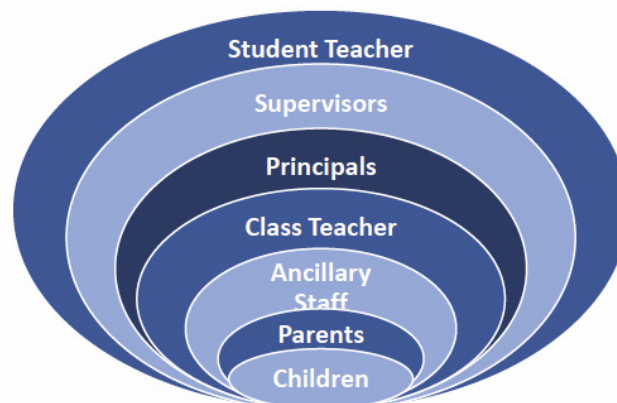 Student Teacher
Supervisors
Principals
Class Teacher
Ancillary
Staff
Parents
Children